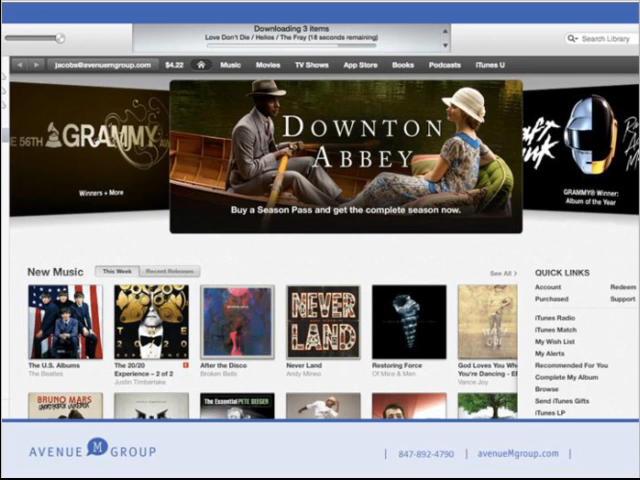 Downloading 3 items
Love Don't Die / Helios / The Fray (18 seconds remaining)
Search Library
jacobs@avenuemgroup.com $4.22 Music Movies TV Shows App Store Books Podcasts iTunes U
E 56TH GRAMMY
Winners + More
DOWNTON
ABBEY
Buy a Season Pass and get the complete season now.
GRAMMY® Winner:
Album of the Year
New Music This Week Recent Releases See All >
NEVER
LAND
The U.S. Albums
The Beatles
The 20/20
Experience – 2 of 2
Justin Timberlake
After the Disco
Broken Bells
Never Land
Andy Mineo
Restoring Force
Of Mice & Men
God Loves You Wh
You're Dancing - EF
Vance Joy
BRUNO MARS
UNORTHODOX JUKEBOX
The Essential PETE SEEGER
QUICK LINKS
Account Redeem
Purchased Support
iTunes Radio
iTunes Match
My Wish List
My Alerts
Recommended For You
Complete My Album
Browse
Send iTunes Gifts
iTunes LP
AVENUE M GROUP
| 847-892-4790 | avenueMgroup.com |